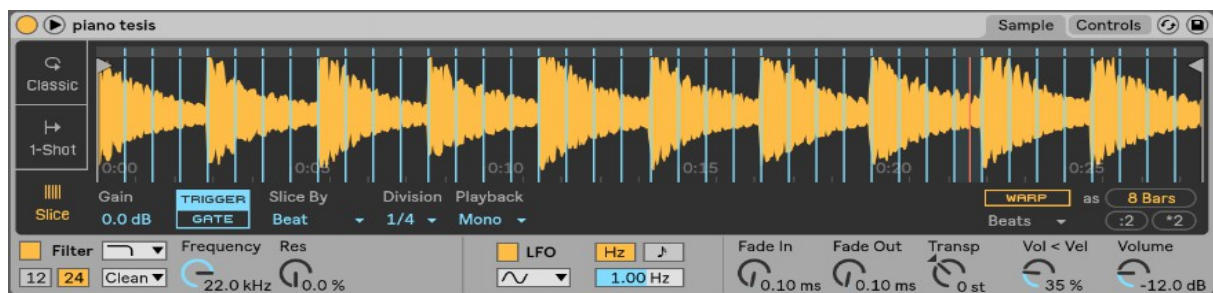 piano tesis Sample Controls
Classic
1-Shot
Slice
0:00 0:05 0:10 0:15 0:20 0:25
Gain TRIGGER Slice By Division Playback WARP as 8 Bars
0.0 dB GATE Beat 1/4 Mono Beats :2 *2
Filter Frequency Res LFO Hz Fade In Fade Out Transp Vol < Vel Volume
12 24 Clean 22.0 kHz 0.0 % 1.00 Hz 0.10 ms 0.10 ms 0 st 35 % -12.0 dB